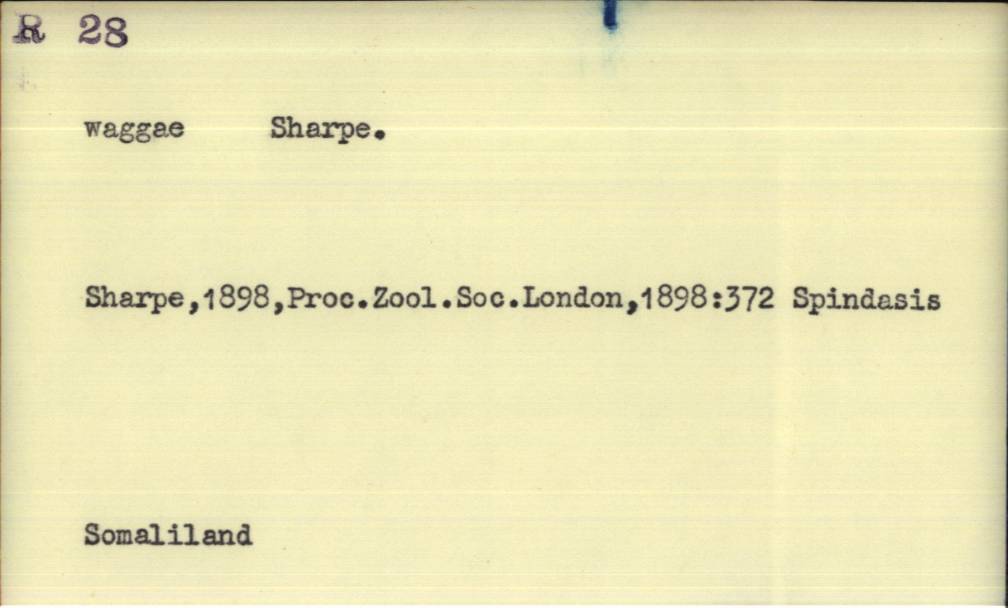 R 28
waggae Sharpe.
Sharpe,1898,Proc.Zool.Soc.London,1898:372 Spindasis
Somaliland